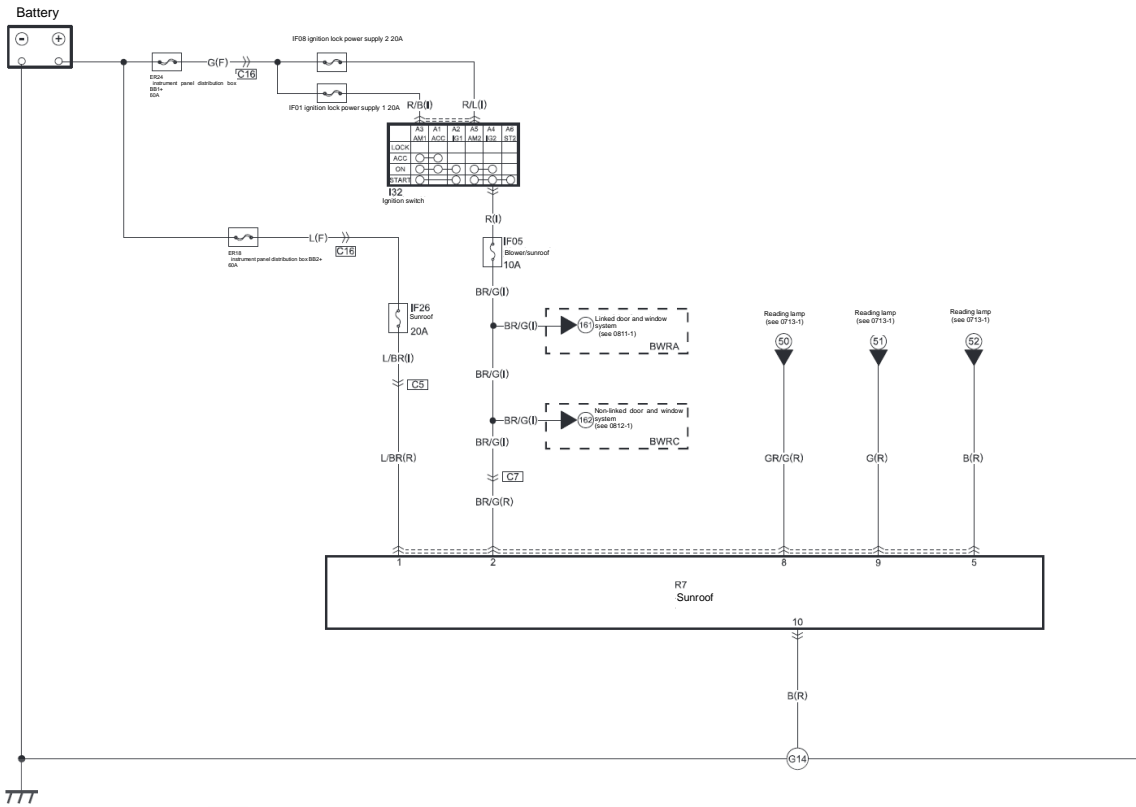 Battery
- +
IF08 ignition lock power supply 2 20A
G(F)
C16
ER24
instrument panel distribution box
BB1+
60A
IF01 ignition lock power supply 1 20A
R/B(I)
R/L(I)
A3 A1 A2 A5 A4 A6
AM1 ACC IG1 AM2 IG2 ST2
LOCK
ACC
ON
START
I32
Ignition switch
R(I)
L(F)
C16
ER18
instrument panel distribution box BB2+
60A
IF05
Blower/sunroof
10A
BR/G(I)
IF26
Sunroof
20A
BR/G(I)
161
Linked door and window
system
(see 0811-1)
BWRA
Reading lamp
(see 0713-1)
50
Reading lamp
(see 0713-1)
51
Reading lamp
(see 0713-1)
52
L/BR(I)
C5
BR/G(I)
BR/G(I)
162
Non-linked door and window
system
(see 0812-1)
BWRC
BR/G(I)
L/BR(R)
C7
BR/G(R)
GR/G(R)
G(R)
B(R)
1 2 8 9 5
R7
Sunroof
10
B(R)
G14